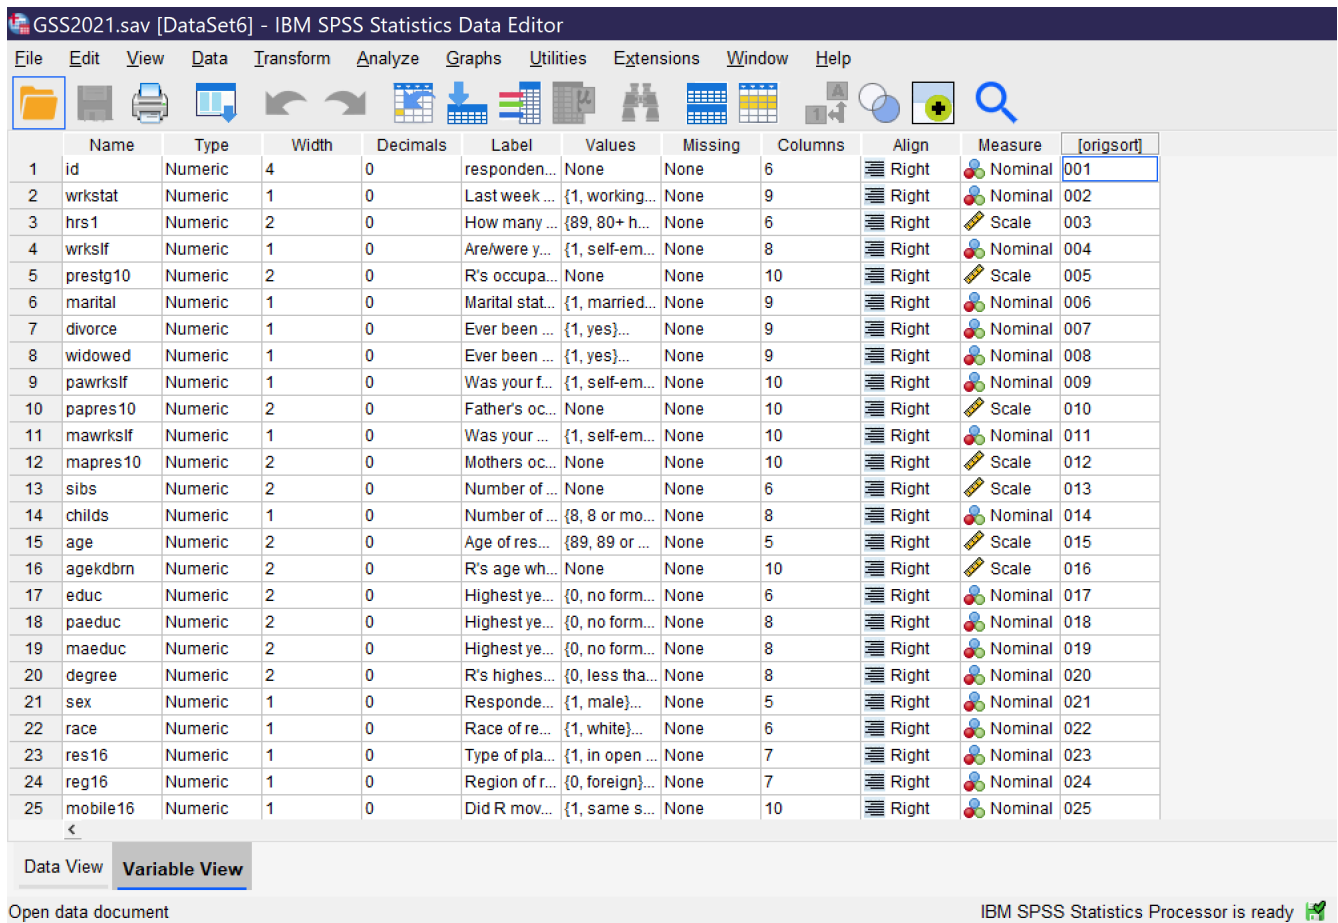 GSS2021.sav [DataSet6] - IBM SPSS Statistics Data Editor
File Edit View Data Transform Analyze Graphs Utilities Extensions Window Help
Name Type Width Decimals Label Values Missing Columns Align Measure [origsort]
1 id Numeric 4 0 responden... None None 6 Right Nominal 001
2 wrkstat Numeric 1 0 Last week ... {1, working... None 9 Right Nominal 002
3 hrs1 Numeric 2 0 How many ... {89, 80+ h... None 6 Right Scale 003
4 wrkslf Numeric 1 0 Are/were y... {1, self-em... None 8 Right Nominal 004
5 prestg10 Numeric 2 0 R's occupa... None None 10 Right Scale 005
6 marital Numeric 1 0 Marital stat... {1, married... None 9 Right Nominal 006
7 divorce Numeric 1 0 Ever been ... {1, yes}... None 9 Right Nominal 007
8 widowed Numeric 1 0 Ever been ... {1, yes}... None 9 Right Nominal 008
9 pawrkslf Numeric 1 0 Was your f... {1, self-em... None 10 Right Nominal 009
10 papres10 Numeric 2 0 Father's oc... None None 10 Right Scale 010
11 mawrkslf Numeric 1 0 Was your ... {1, self-em... None 10 Right Nominal 011
12 mapres10 Numeric 2 0 Mothers oc... None None 10 Right Scale 012
13 sibs Numeric 2 0 Number of ... None None 6 Right Scale 013
14 childs Numeric 1 0 Number of ... {8, 8 or mo... None 8 Right Nominal 014
15 age Numeric 2 0 Age of res... {89, 89 or ... None 5 Right Scale 015
16 agekdbrn Numeric 2 0 R's age wh... None None 10 Right Scale 016
17 educ Numeric 2 0 Highest ye... {0, no form... None 6 Right Nominal 017
18 paeduc Numeric 2 0 Highest ye... {0, no form... None 8 Right Nominal 018
19 maeduc Numeric 2 0 Highest ye... {0, no form... None 8 Right Nominal 019
20 degree Numeric 2 0 R's highes... {0, less tha... None 8 Right Nominal 020
21 sex Numeric 1 0 Responde... {1, male}... None 5 Right Nominal 021
22 race Numeric 1 0 Race of re... {1, white}... None 6 Right Nominal 022
23 res16 Numeric 1 0 Type of pla... {1, in open ... None 7 Right Nominal 023
24 reg16 Numeric 1 0 Region of r... {0, foreign}... None 7 Right Nominal 024
25 mobile16 Numeric 1 0 Did R mov... {1, same s... None 10 Right Nominal 025
Data View Variable View
Open data document IBM SPSS Statistics Processor is ready